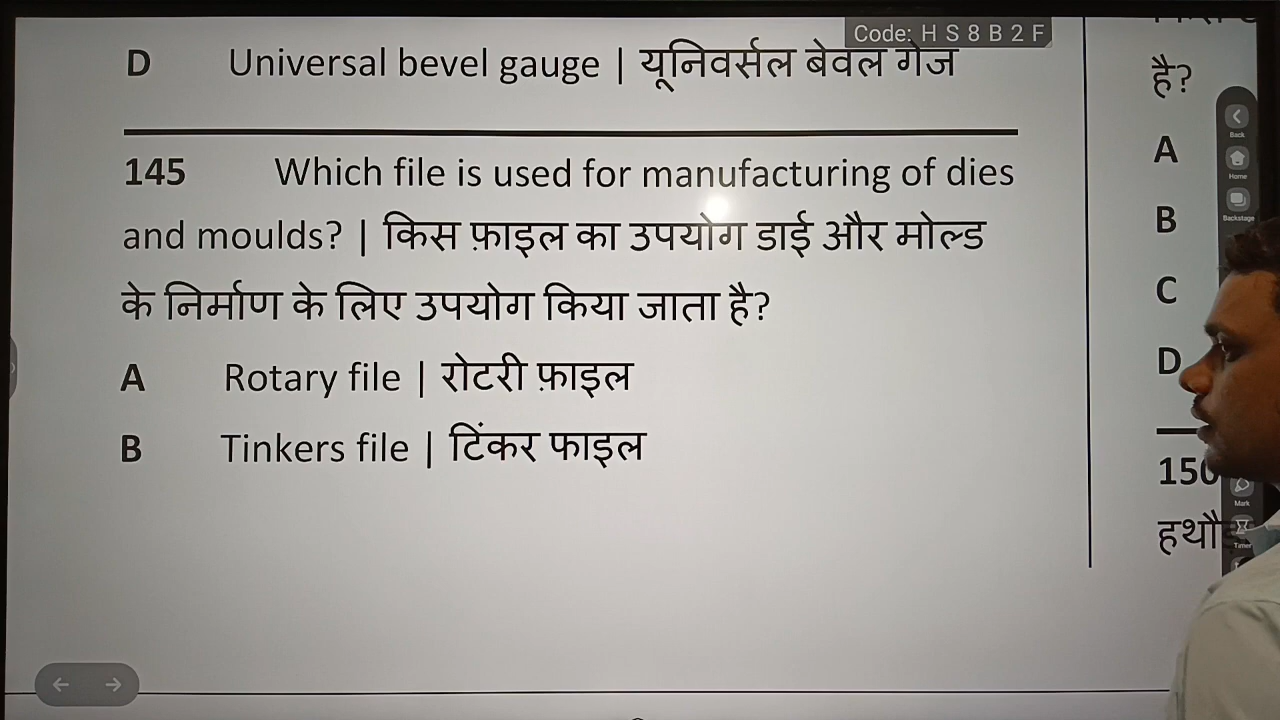 Code: H S 8 B 2 F
D Universal bevel gauge | यूनिवर्सल बेवल गेज
145 Which file is used for manufacturing of dies
and moulds? | किस फ़ाइल का उपयोग डाई और मोल्ड
के निर्माण के लिए उपयोग किया जाता है?
A Rotary file | रोटरी फ़ाइल
B Tinkers file | टिंकर फाइल
है?
A
B
C
D
150
Back
Home
Backstage
Mark
Timer